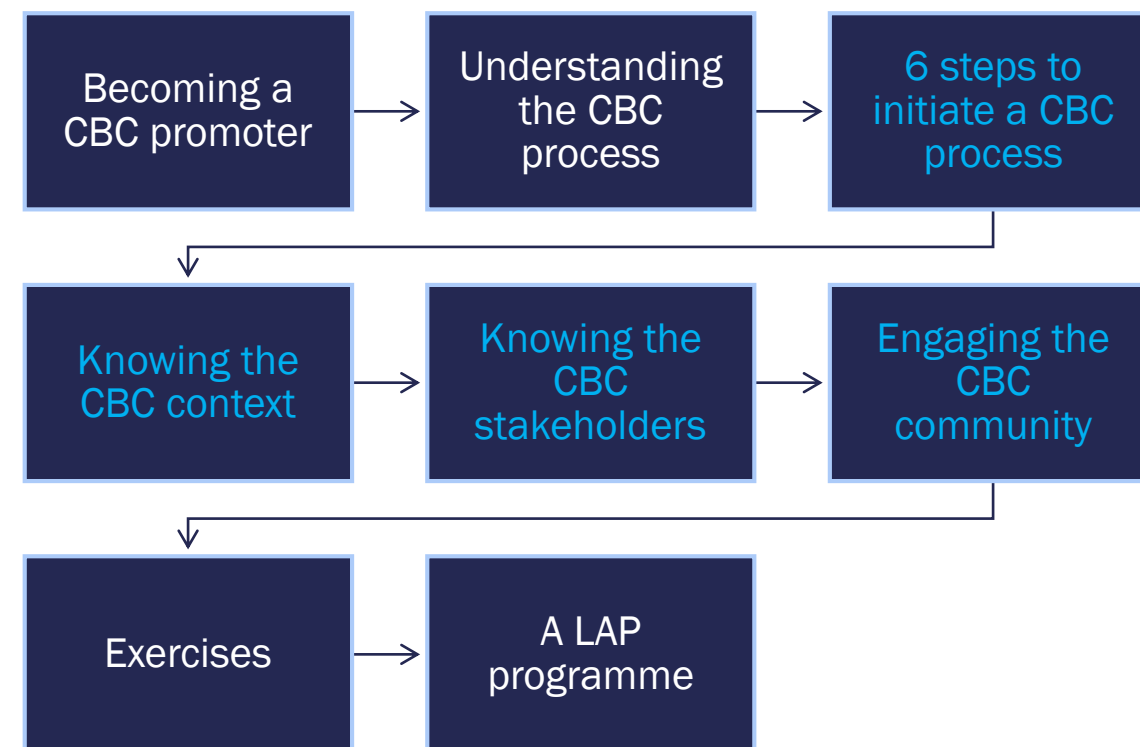 Becoming a
CBC promoter
Understanding
the CBC
process
6 steps to
initiate a CBC
process
Knowing the
CBC context
Knowing the
CBC
stakeholders
Engaging the
CBC
community
Exercises
A LAP
programme